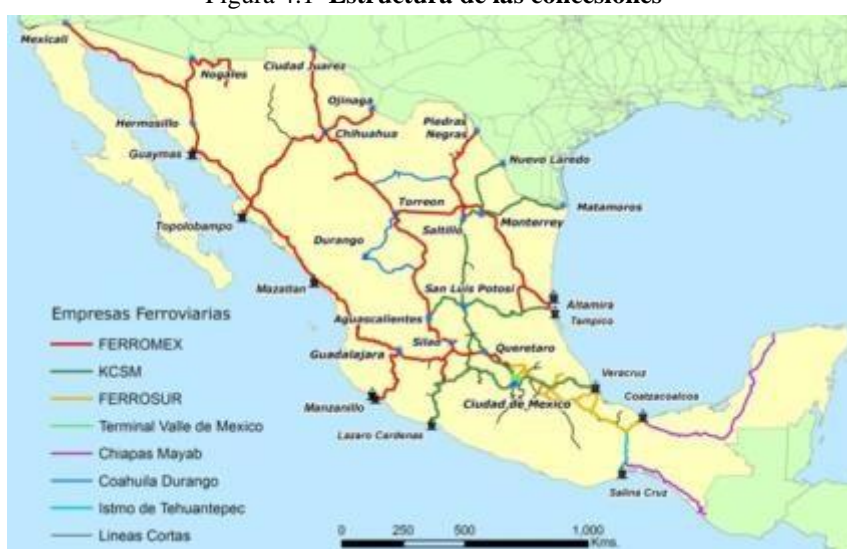 Figura 4.1 Estructura de las concesiones
Mexicali
Nogales
Ciudad Juarez
Ojinaga
Hermosillo
Chihuahua
Piedras
Negras
Guaymas
Nuevo Laredo
Torreon
Topolobampo
Monterrey
Matamoros
Saltillo
Durango
Mazatlan
San Luis Potosi
Altamira
Tampico
Empresas Ferroviarias
Aguascalientes
FERROMEX
Silao
Queretaro
Guadalajara
KCSM
Veracruz
FERROSUR
Coatzacoalcos
Manzanillo
Ciudad de Mexico
Terminal Valle de Mexico
Lazaro Cardenas
Chiapas Mayab
Coahuila Durango
Salina Cruz
Istmo de Tehuantepec
Lineas Cortas
0 250 500 1,000
Kms.